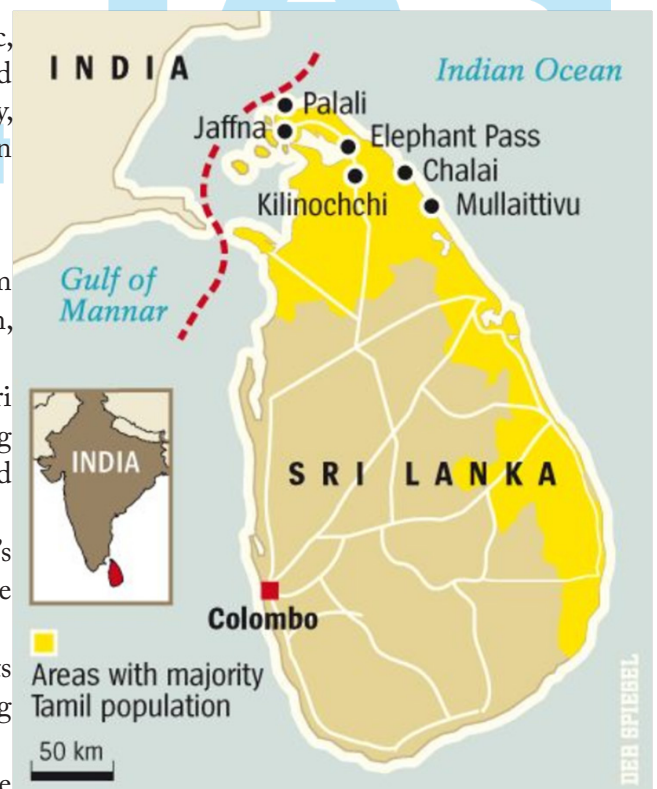 INDIA
Indian Ocean
Palali
Jaffna
Elephant Pass
Chalai
Kilinochchi
Mullaittivu
Gulf of
Mannar
INDIA
SRI LANKA
Colombo
Areas with majority
Tamil population
50 km
DER SPIEGEL